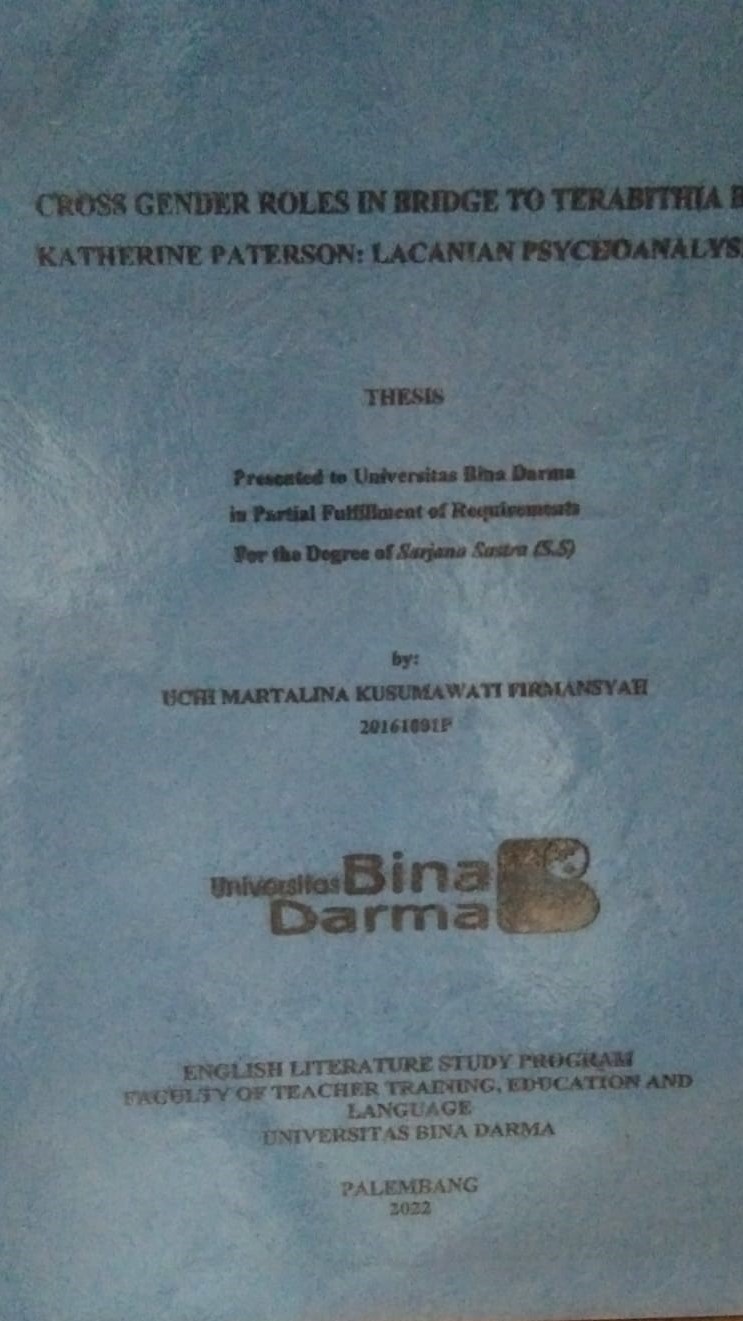 CROSS GENDER ROLES IN BRIDGE TO TERABITHIA B
KATHERINE PATERSON: LACANIAN PSYCHOANALYS
THESIS
Presented to Universitas Bina Darma
in Partial Fulfillment of Requirements
For the Degree of Sarjana Sastra (S.S)
by:
UCHI MARTALINA KUSUMAWATI FIRMANSYAH
20161091P
Universitas Bina
Darma
ENGLISH LITERATURE STUDY PROGRAM
FACULTY OF TEACHER TRAINING, EDUCATION AND
LANGUAGE
UNIVERSITAS BINA DARMA
PALEMBANG
2022